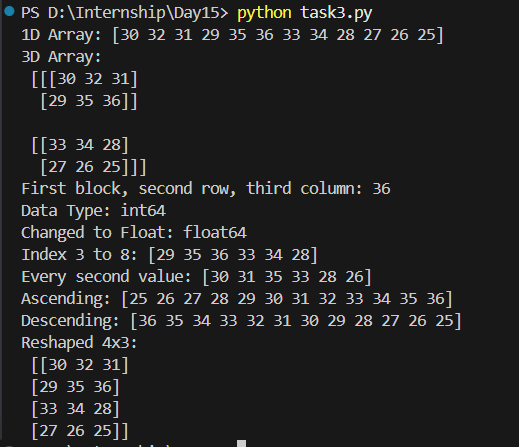 PS D:\Internship\Day15> python task3.py
1D Array: [30 32 31 29 35 36 33 34 28 27 26 25]
3D Array:
[[[30 32 31]
[29 35 36]]
[[33 34 28]
[27 26 25]]]
First block, second row, third column: 36
Data Type: int64
Changed to Float: float64
Index 3 to 8: [29 35 36 33 34 28]
Every second value: [30 31 35 33 28 26]
Ascending: [25 26 27 28 29 30 31 32 33 34 35 36]
Descending: [36 35 34 33 32 31 30 29 28 27 26 25]
Reshaped 4x3:
[[30 32 31]
[29 35 36]
[33 34 28]
[27 26 25]]